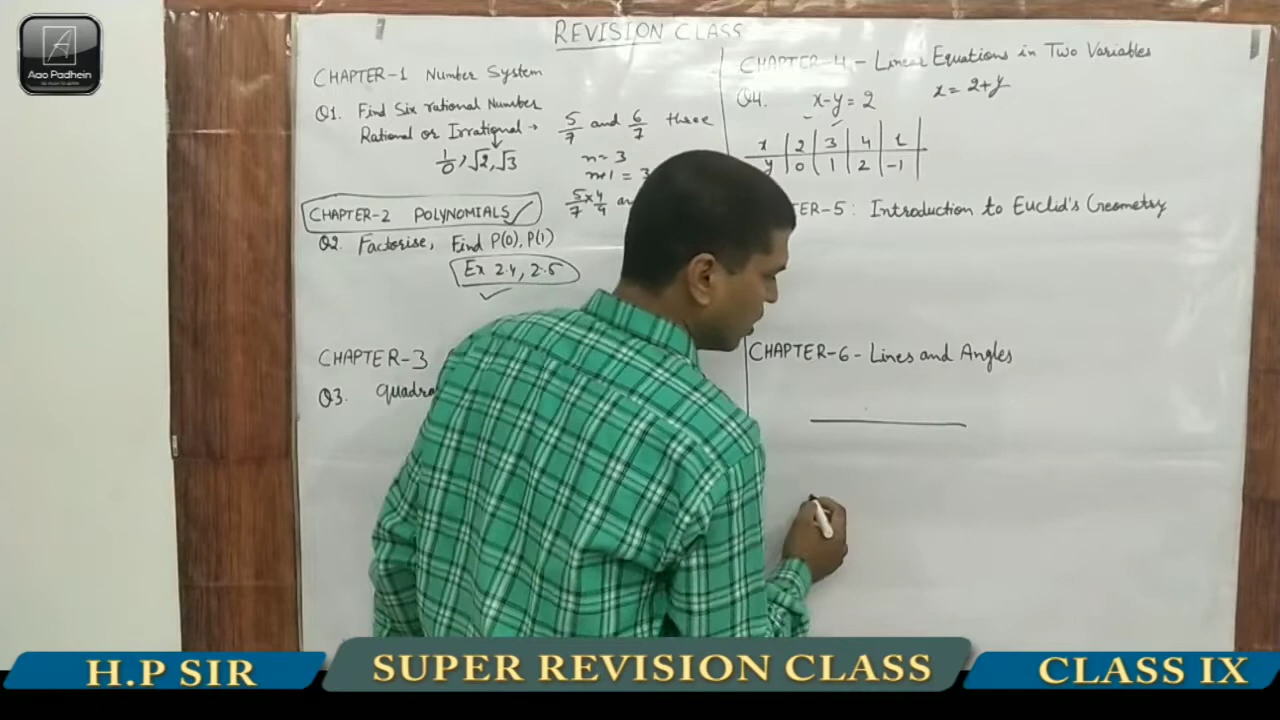 Aao Padhein
REVISION CLASS
CHAPTER-1 Number System
Q1. Find Six rational Number
Rational or Irrational →
1/0, √2, √3
5/7 and 6/7 three
n= 3
n+1 = 3
5/7 × 4/4
CHAPTER-2 POLYNOMIALS ✓
Q2. Factorise, Find P(0), P(1)
Ex 2.4, 2.5
CHAPTER-3
Q3.
CHAPTER-4 - Linear Equations in Two Variables
Q4. x-y = 2 x = 2+y
x 2 3 4 1
y 0 1 2 -1
TER-5: Introduction to Euclid's Geometry
CHAPTER-6 - Lines and Angles
H.P SIR
SUPER REVISION CLASS
CLASS IX